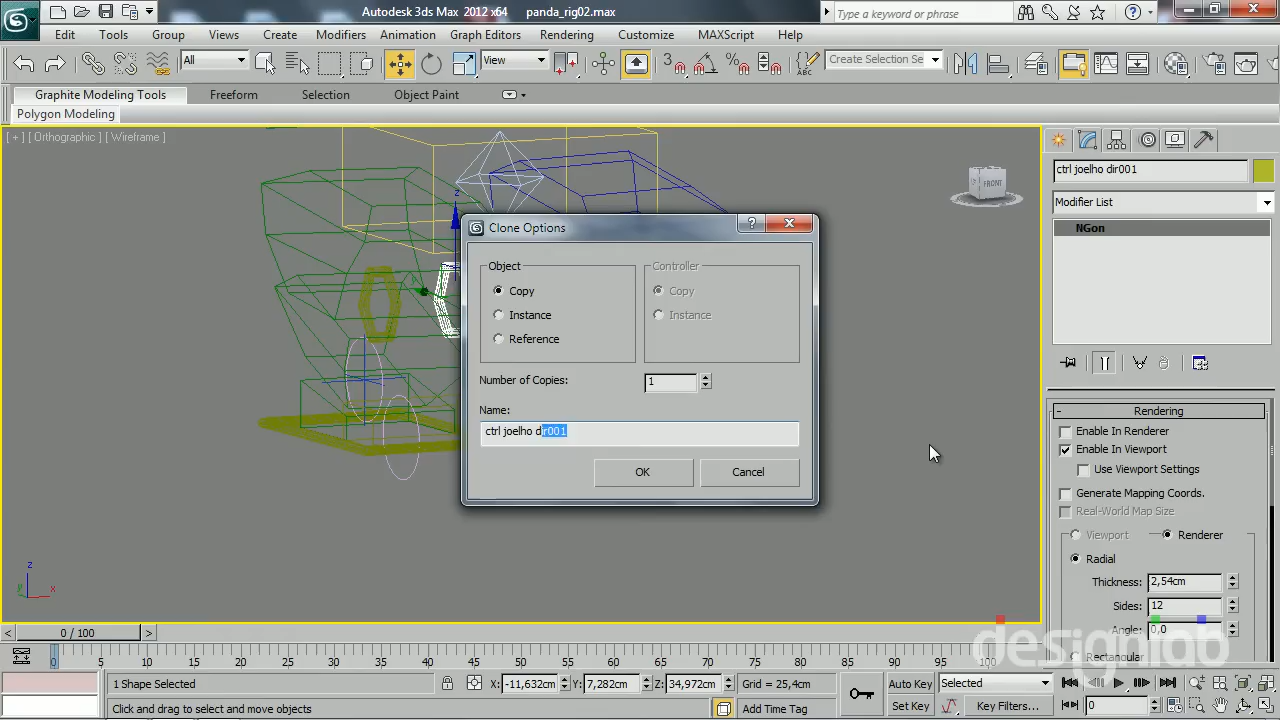 Autodesk 3ds Max 2012 x64 panda_rig02.max
Type a keyword or phrase
Edit Tools Group Views Create Modifiers Animation Graph Editors Rendering Customize MAXScript Help
All View Create Selection Se
Graphite Modeling Tools Freeform Selection Object Paint
Polygon Modeling
[ + ] [ Orthographic ] [ Wireframe ]
FRONT
z
ctrl joelho dir001
Modifier List
NGon
Clone Options
Object
Copy
Instance
Reference
Controller
Copy
Instance
Number of Copies: 1
Name:
ctrl joelho dir001
OK Cancel
- Rendering
Enable In Renderer
Enable In Viewport
Use Viewport Settings
Generate Mapping Coords.
Real-World Map Size
Viewport Renderer
Radial
Thickness: 2,54cm
Sides: 12
Angle: 0,0
Rectangular
designlab
z
y x
< 0 / 100 >
0 5 10 15 20 25 30 35 40 45 50 55 60 65 70 75 80 85 90 95 100
1 Shape Selected X: -11,632cm Y: 7,282cm Z: 34,972cm Grid = 25,4cm Auto Key Selected
Click and drag to select and move objects Add Time Tag Set Key Key Filters... 0